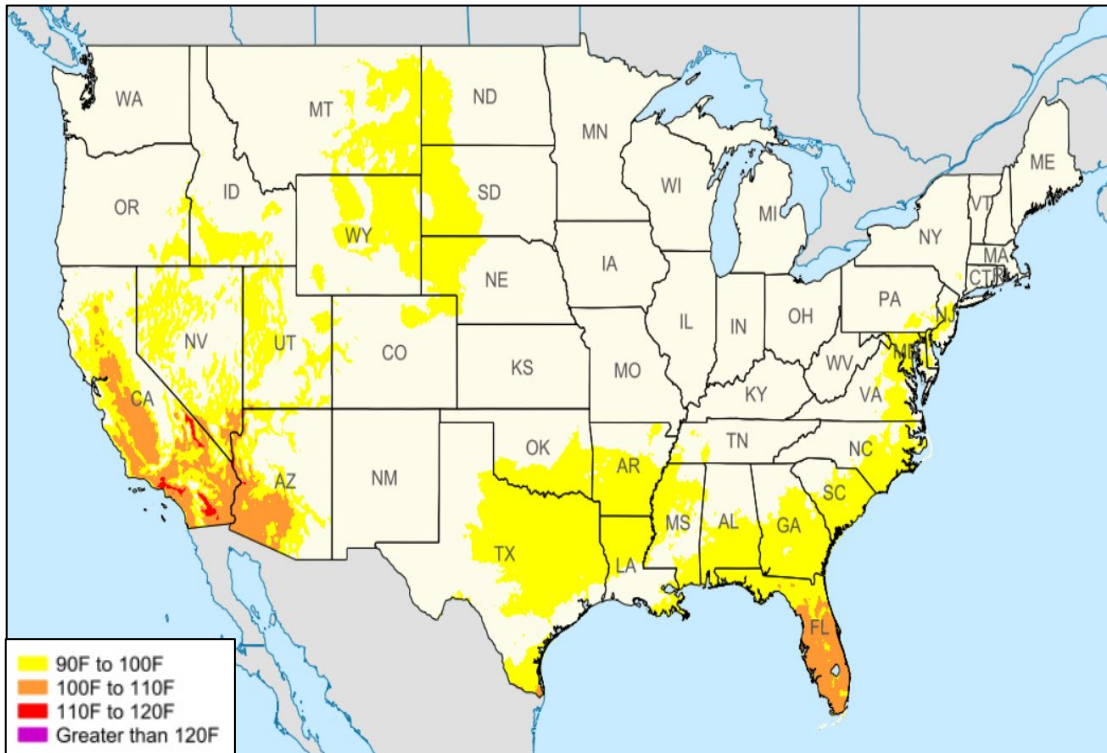 WA
MT
ND
MN
ME
OR
ID
SD
WI
MI
VT
NY
WY
MA
CT
R
IA
NE
PA
NJ
NV
UT
CO
IL
IN
OH
MD
CA
KS
MO
WV
VA
KY
AZ
NM
OK
AR
TN
NC
SC
TX
LA
MS
AL
GA
FL
90F to 100F
100F to 110F
110F to 120F
Greater than 120F